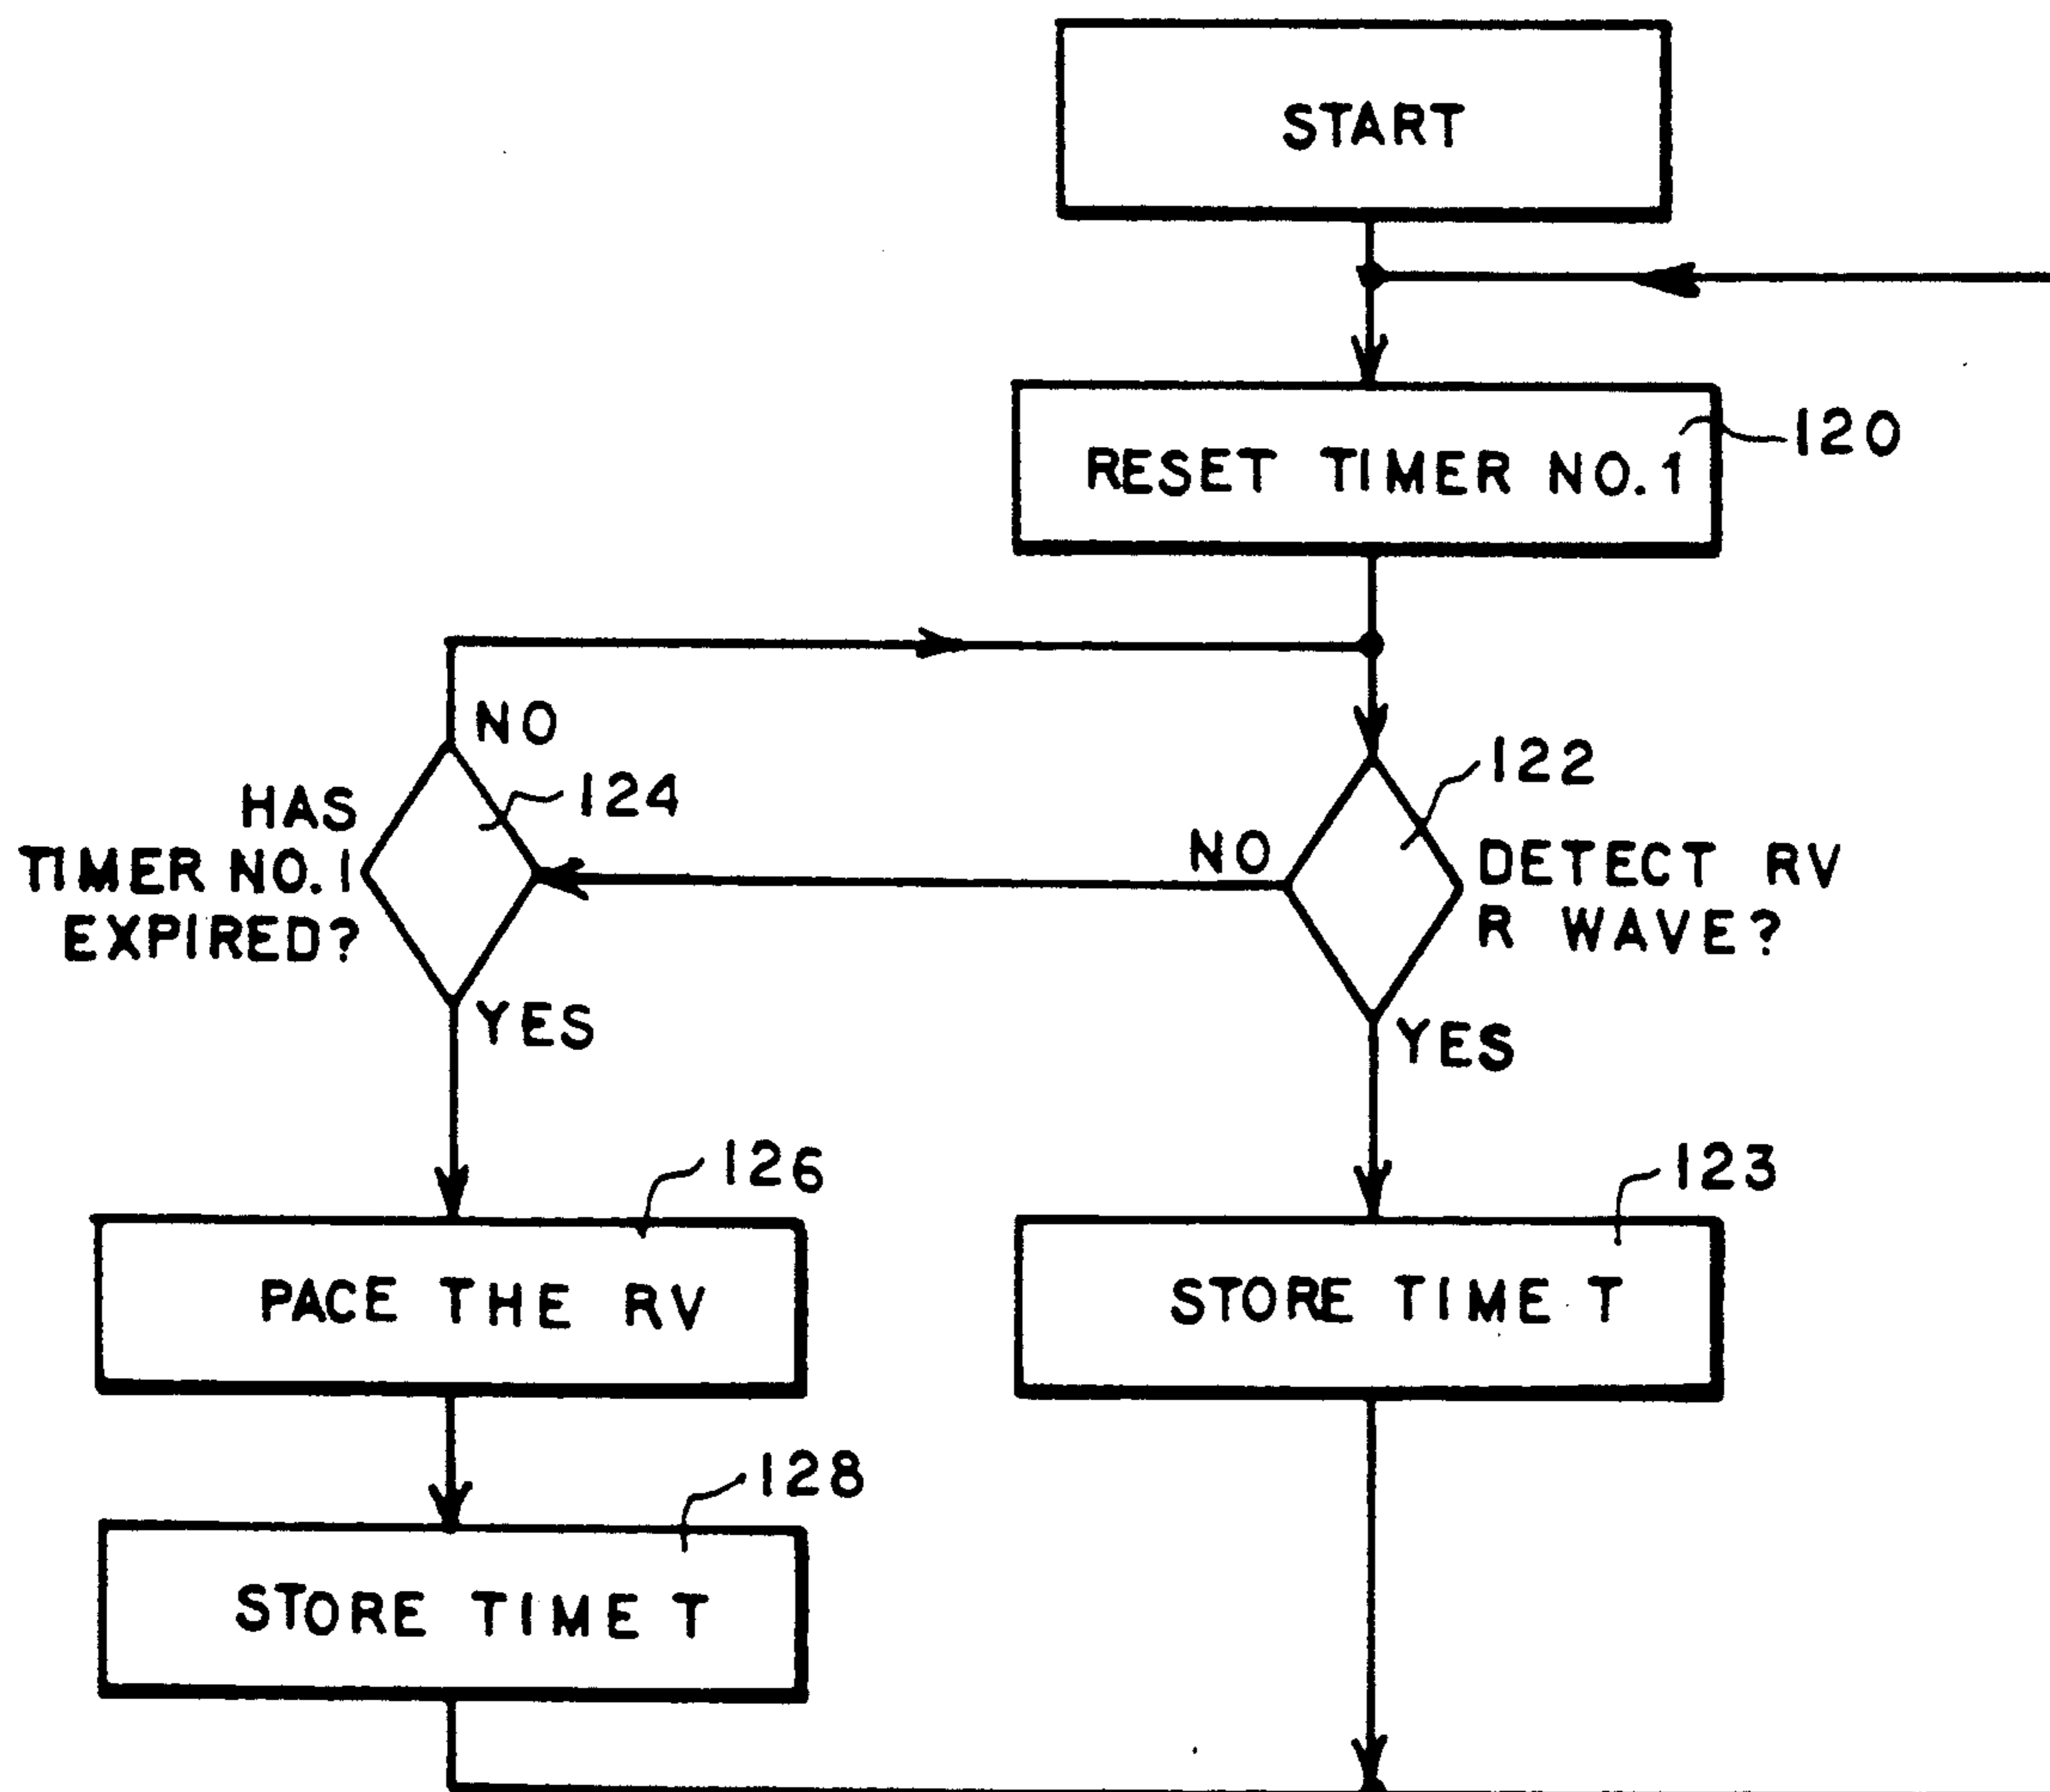 START
RESET TIMER NO. 1
120
NO
124
HAS
TIMER NO. 1
EXPIRED?
YES
122
NO
DETECT RV
R WAVE?
YES
126
PACE THE RV
123
STORE TIME T
128
STORE TIME T